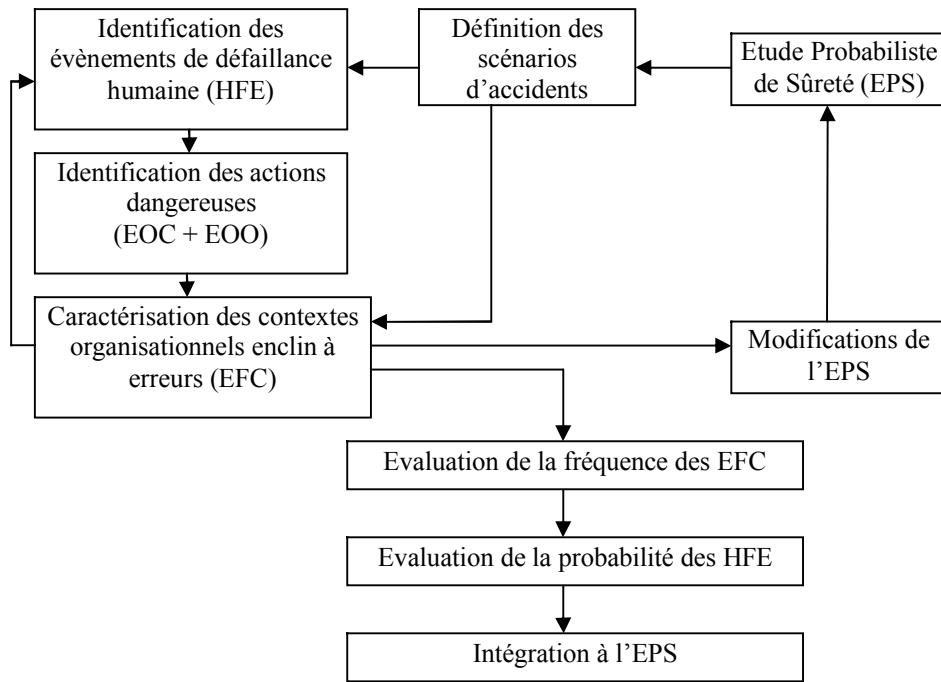 Identification des
évènements de défaillance
humaine (HFE)
Définition des
scénarios
d’accidents
Etude Probabiliste
de Sûreté (EPS)
Identification des actions
dangereuses
(EOC + EOO)
Caractérisation des contextes
organisationnels enclin à
erreurs (EFC)
Modifications de
l’EPS
Evaluation de la fréquence des EFC
Evaluation de la probabilité des HFE
Intégration à l’EPS